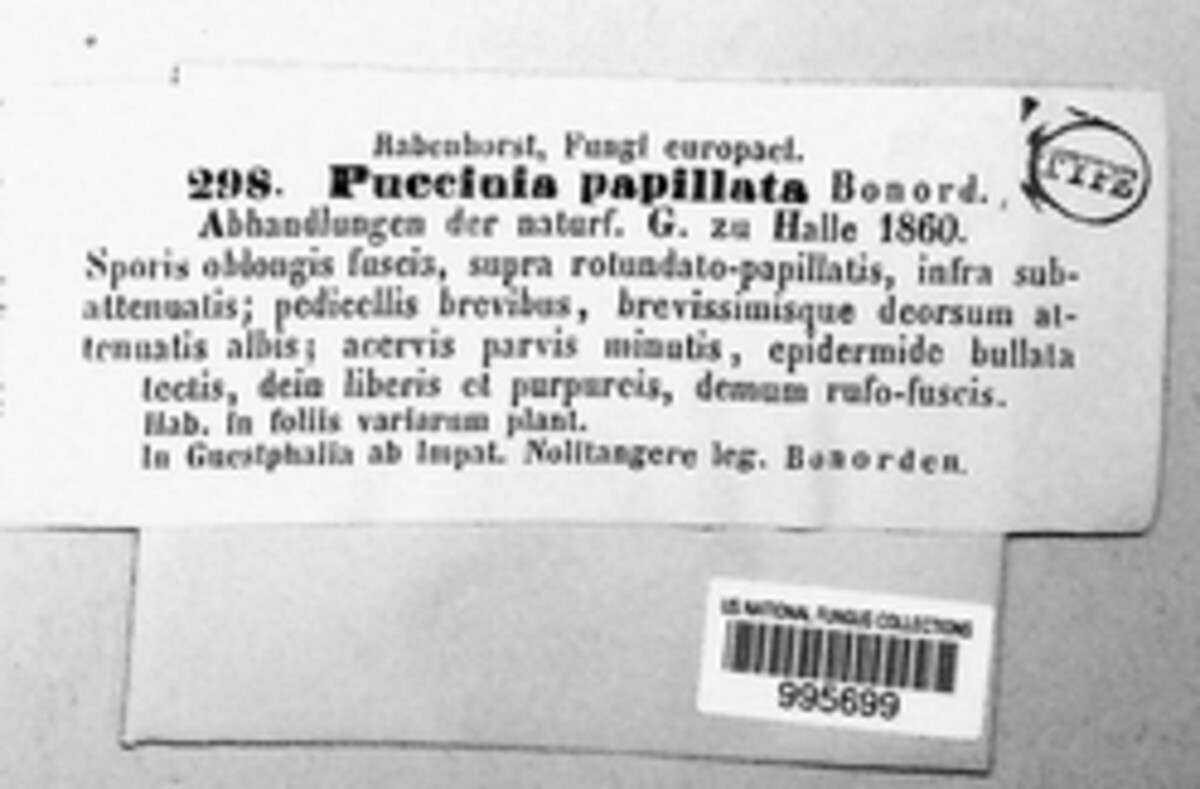 Rabenhorst, Fungi europaei.
298. Puccinia papillata Bonord.
TYPE
Abhandlungen der naturf. G. zu Halle 1860.
Sporis oblongis fuscis, supra rotundato-papillatis, infra sub-
attenuatis; pedicellis brevibus, brevissimisque deorsum at-
tenuatis albis; acervis parvis minutis, epidermide bullata
tectis, dein liberis et purpureis, demum rufo-fuscis.
Hab. in foliis variarum plant.
In Guestphalia ab Impat. Nolitangere leg. Bonorden.
US NATIONAL FUNGUS COLLECTIONS
995699